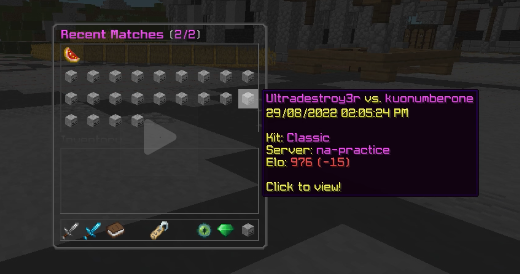 Recent Matches (2/2)
Ultradestroy3r vs. kuonumberone
29/08/2022 02:05:24 PM
Kit: Classic
Server: na-practice
Elo: 976 (-15)
Click to view!